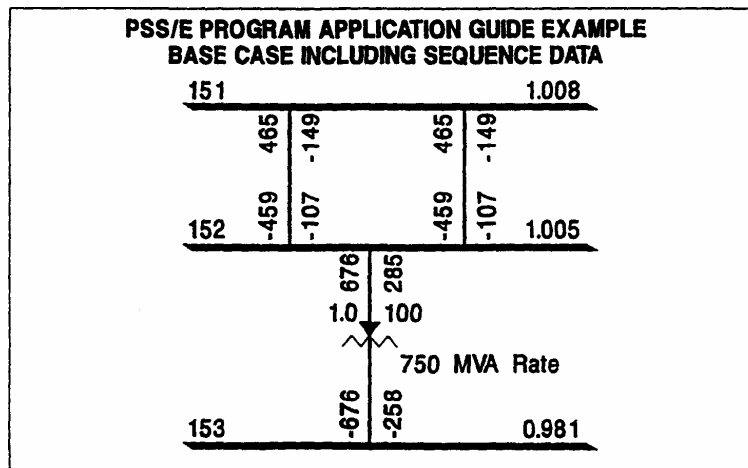 PSS/E PROGRAM APPLICATION GUIDE EXAMPLE
BASE CASE INCLUDING SEQUENCE DATA
151 1.008
465 -149 465 -149
-459 -107 -459 -107
152 1.005
676 285
1.0 100
750 MVA Rate
-676 -258
153 0.981